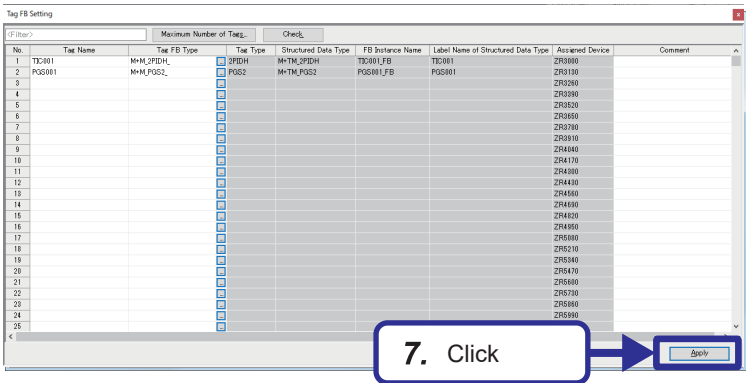 Tag FB Setting
<Filter> Maximum Number of Tags... Check
No. Tag Name Tag FB Type Tag Type Structured Data Type FB Instance Name Label Name of Structured Data Type Assigned Device Comment
1 TIC001 M+M_2PIDH_ ... 2PIDH M+TM_2PIDH TIC001_FB TIC001 ZR3000
2 PGS001 M+M_PGS2_ ... PGS2 M+TM_PGS2 PGS001_FB PGS001 ZR3130
3 ... ZR3260
4 ... ZR3390
5 ... ZR3520
6 ... ZR3650
7 ... ZR3780
8 ... ZR3910
9 ... ZR4040
10 ... ZR4170
11 ... ZR4300
12 ... ZR4430
13 ... ZR4560
14 ... ZR4690
15 ... ZR4820
16 ... ZR4950
17 ... ZR5080
18 ... ZR5210
19 ... ZR5340
20 ... ZR5470
21 ... ZR5600
22 ... ZR5730
23 ... ZR5860
24 ... ZR5990
25 ...
7. Click
Apply